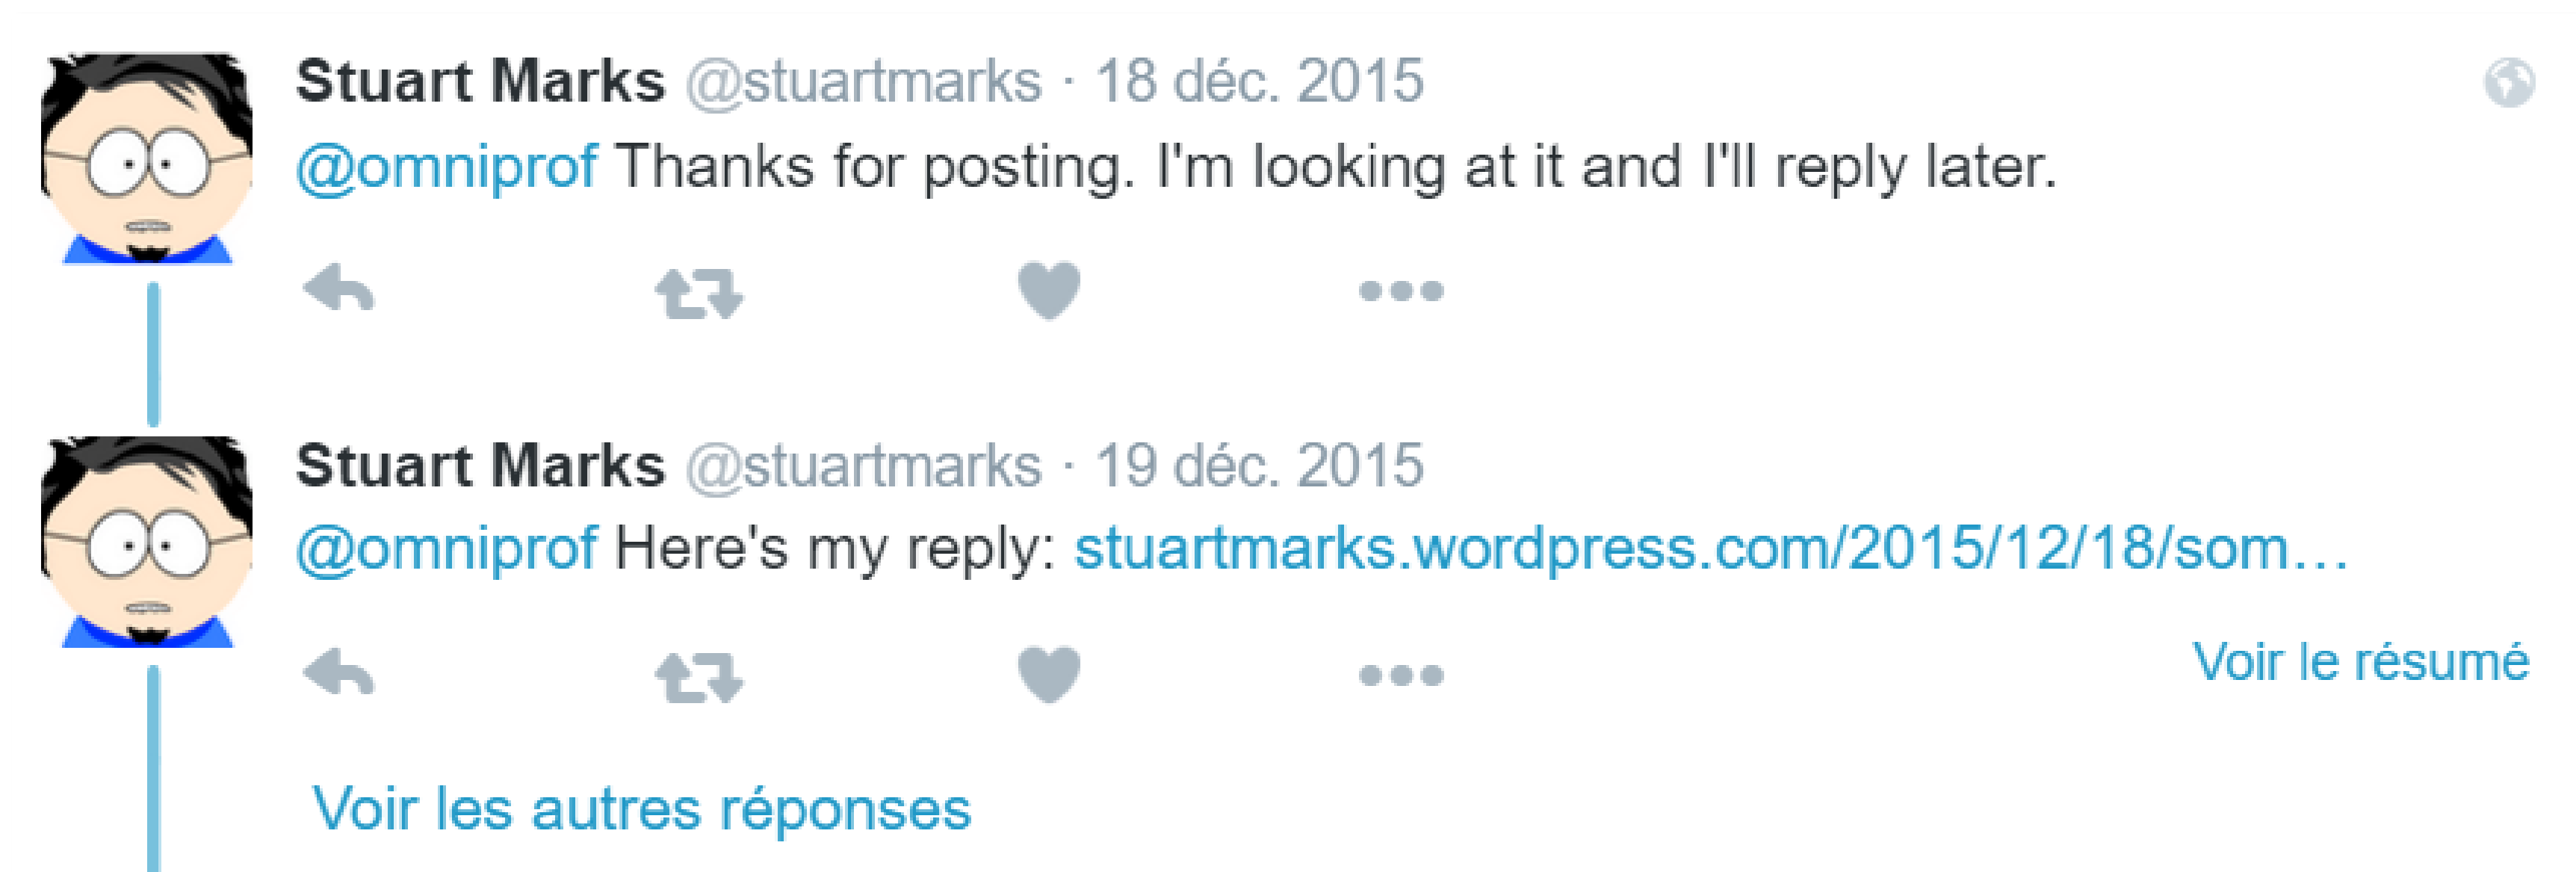 Stuart Marks @stuartmarks · 18 déc. 2015
@omniprof Thanks for posting. I'm looking at it and I'll reply later.
Stuart Marks @stuartmarks · 19 déc. 2015
@omniprof Here's my reply: stuartmarks.wordpress.com/2015/12/18/som…
Voir le résumé
Voir les autres réponses